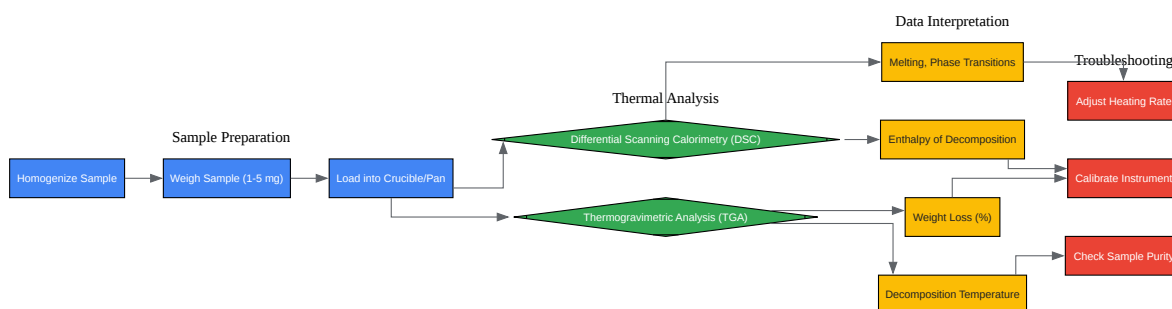 Data Interpretation
Troubleshooting
Melting, Phase Transitions
Adjust Heating Rate
Thermal Analysis
Sample Preparation
Differential Scanning Calorimetry (DSC)
Enthalpy of Decomposition
Homogenize Sample
Weigh Sample (1-5 mg)
Load into Crucible/Pan
Calibrate Instrument
Thermogravimetric Analysis (TGA)
Weight Loss (%)
Check Sample Purity
Decomposition Temperature